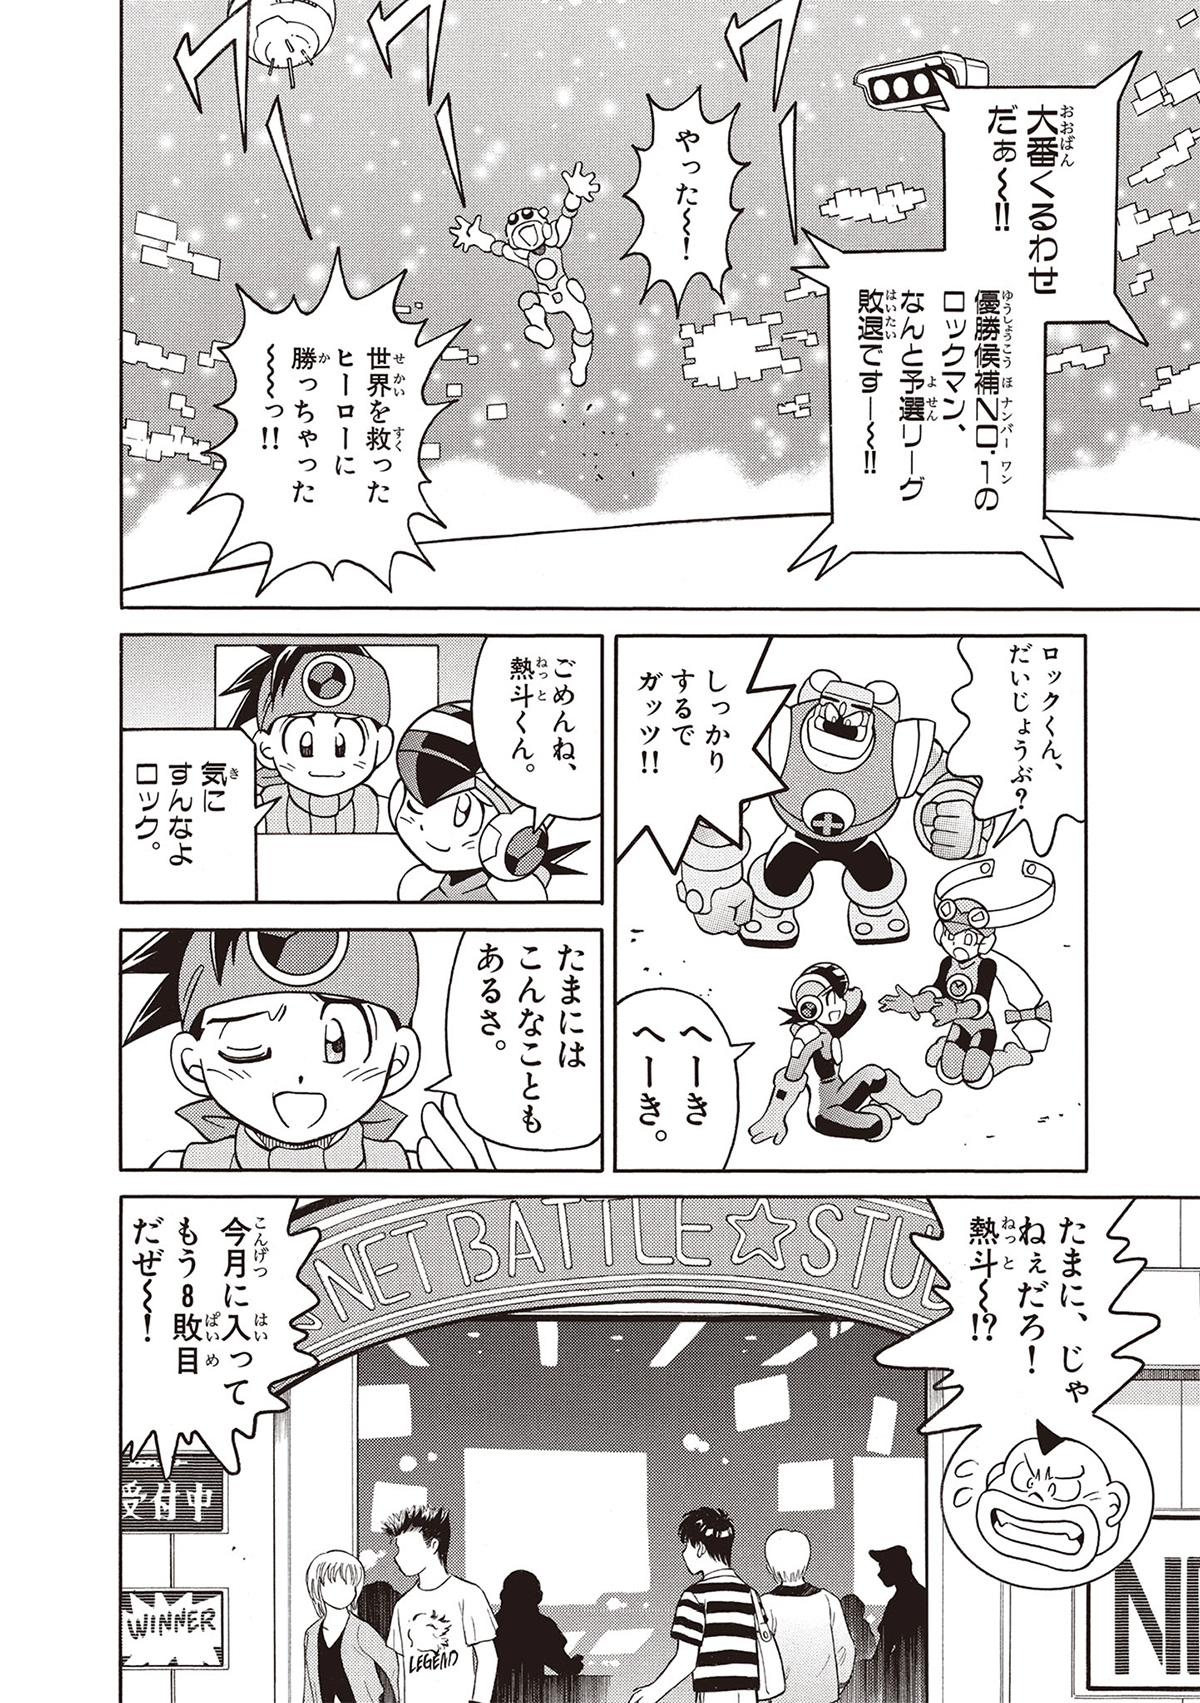 大番くるわせ
だぁ〜!!
優勝候補NO.1の
ロックマン、
なんと予選リーグ
敗退です―〜!!
やった〜!
世界を救った
ヒーローに
勝っちゃった
〜〜〜っ!!
ワアアアア
ロックくん、
だいじょうぶ?
しっかり
するで
ガッツ!!
へーき
へーき。
ごめんね、
熱斗くん。
気に
すんなよ
ロック。
たまには
こんなことも
あるさ。
たまに、じゃ
ねぇだろ!
熱斗〜!?
今月に入って
もう8敗目
だぜ〜!
NET BATTLE☆STU
受付中
WINNER
LEGEND